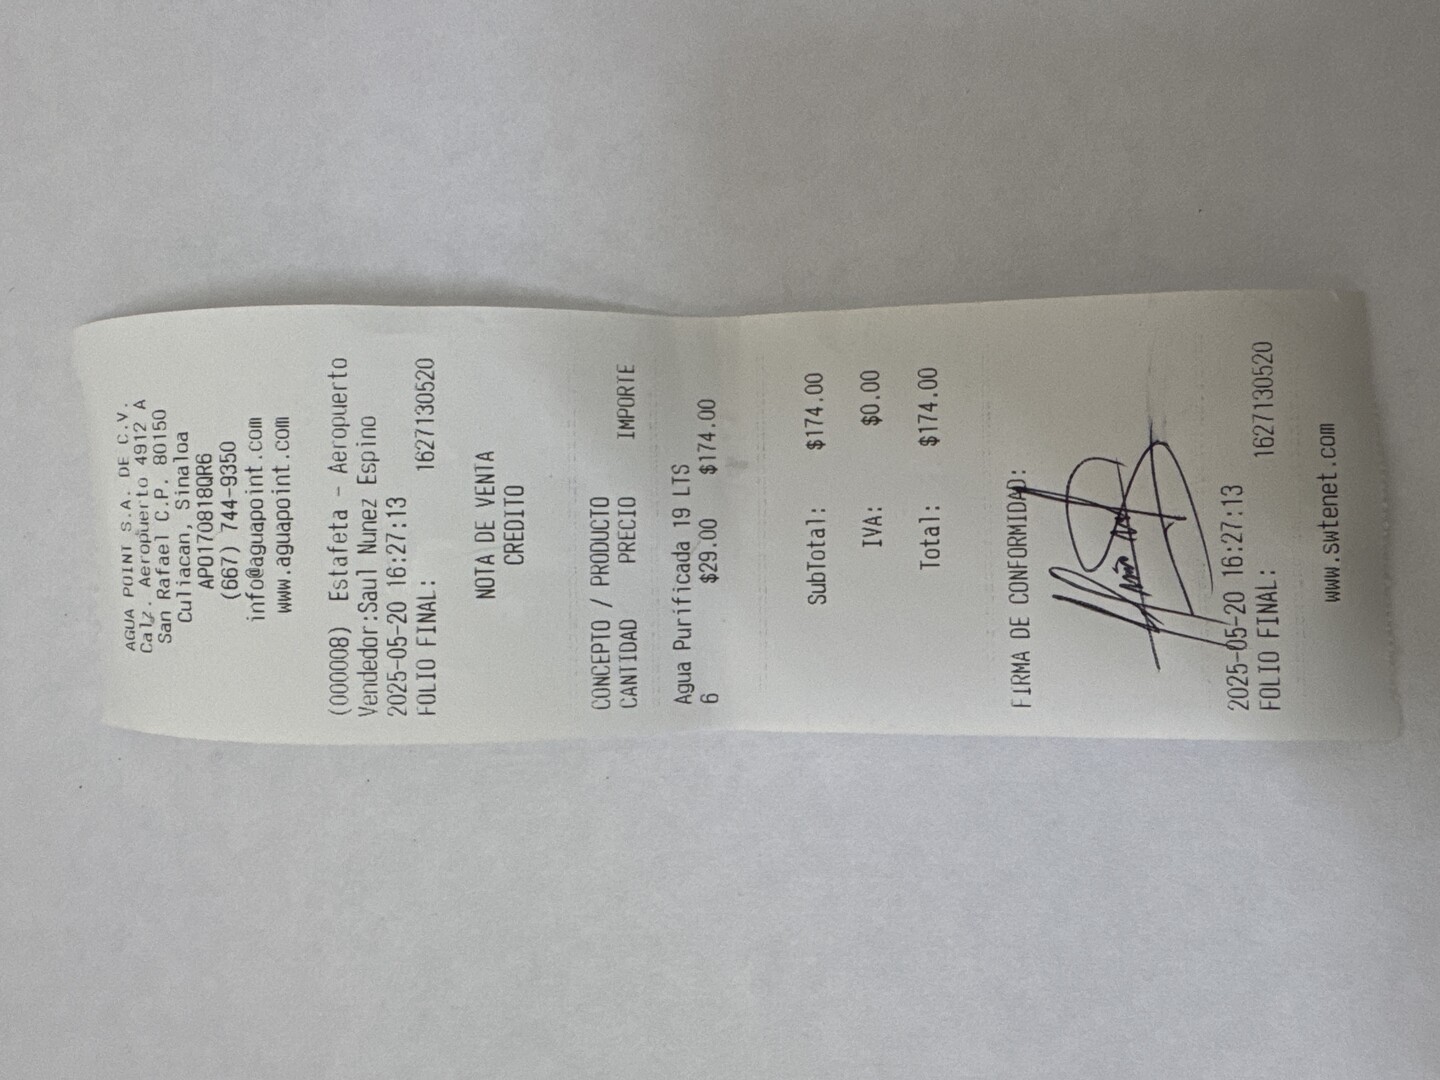 AGUA POINT S.A. DE C.V.
Calz. Aeropuerto 4912 A
San Rafael C.P. 80150
Culiacan, Sinaloa
APO170818QR6
(667) 744-9350
info@aguapoint.com
www.aguapoint.com
(000008) Estafeta - Aeropuerto
Vendedor:Saul Nunez Espino
2025-05-20 16:27:13
FOLIO FINAL: 1627130520
NOTA DE VENTA
CREDITO
CONCEPTO / PRODUCTO
CANTIDAD PRECIO IMPORTE
Agua Purificada 19 LTS
6 $29.00 $174.00
SubTotal: $174.00
IVA: $0.00
Total: $174.00
FIRMA DE CONFORMIDAD:
2025-05-20 16:27:13
FOLIO FINAL: 1627130520
www.swtenet.com